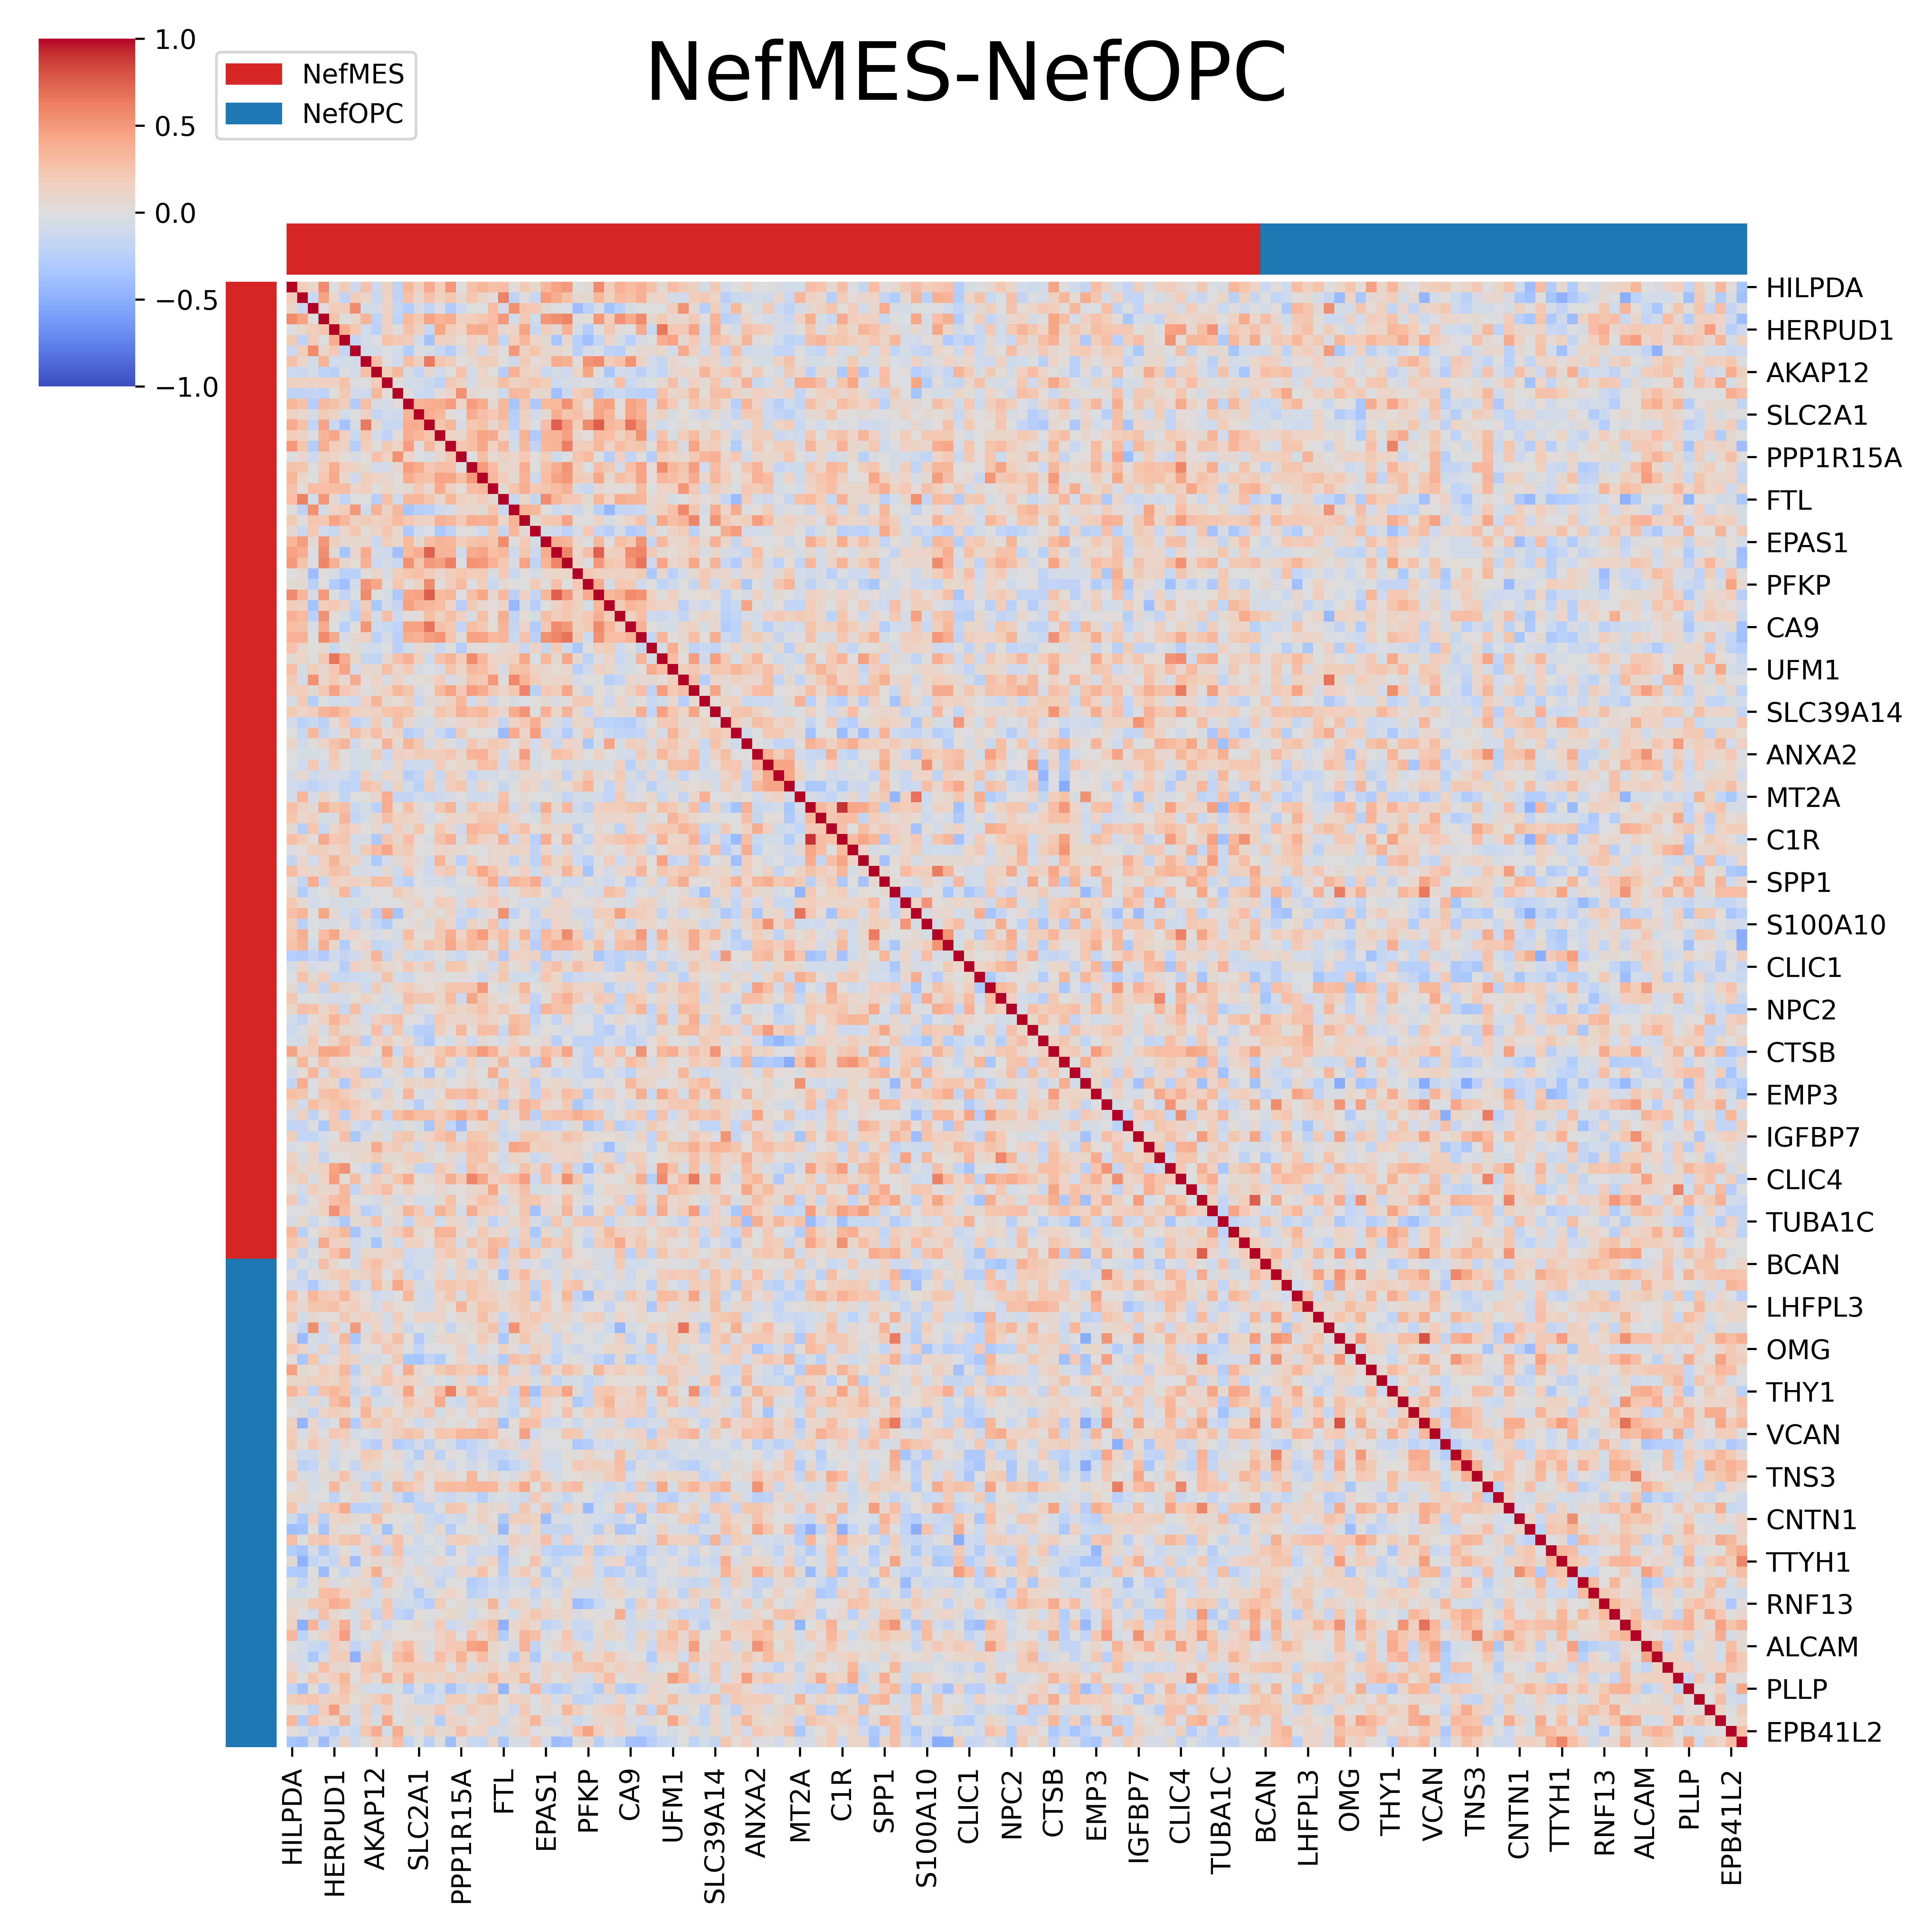 NefMES-NefOPC
1.0
0.5
0.0
−0.5
−1.0
NefMES
NefOPC
HILPDA
HERPUD1
AKAP12
SLC2A1
PPP1R15A
FTL
EPAS1
PFKP
CA9
UFM1
SLC39A14
ANXA2
MT2A
C1R
SPP1
S100A10
CLIC1
NPC2
CTSB
EMP3
IGFBP7
CLIC4
TUBA1C
BCAN
LHFPL3
OMG
THY1
VCAN
TNS3
CNTN1
TTYH1
RNF13
ALCAM
PLLP
EPB41L2
HILPDA
HERPUD1
AKAP12
SLC2A1
PPP1R15A
FTL
EPAS1
PFKP
CA9
UFM1
SLC39A14
ANXA2
MT2A
C1R
SPP1
S100A10
CLIC1
NPC2
CTSB
EMP3
IGFBP7
CLIC4
TUBA1C
BCAN
LHFPL3
OMG
THY1
VCAN
TNS3
CNTN1
TTYH1
RNF13
ALCAM
PLLP
EPB41L2